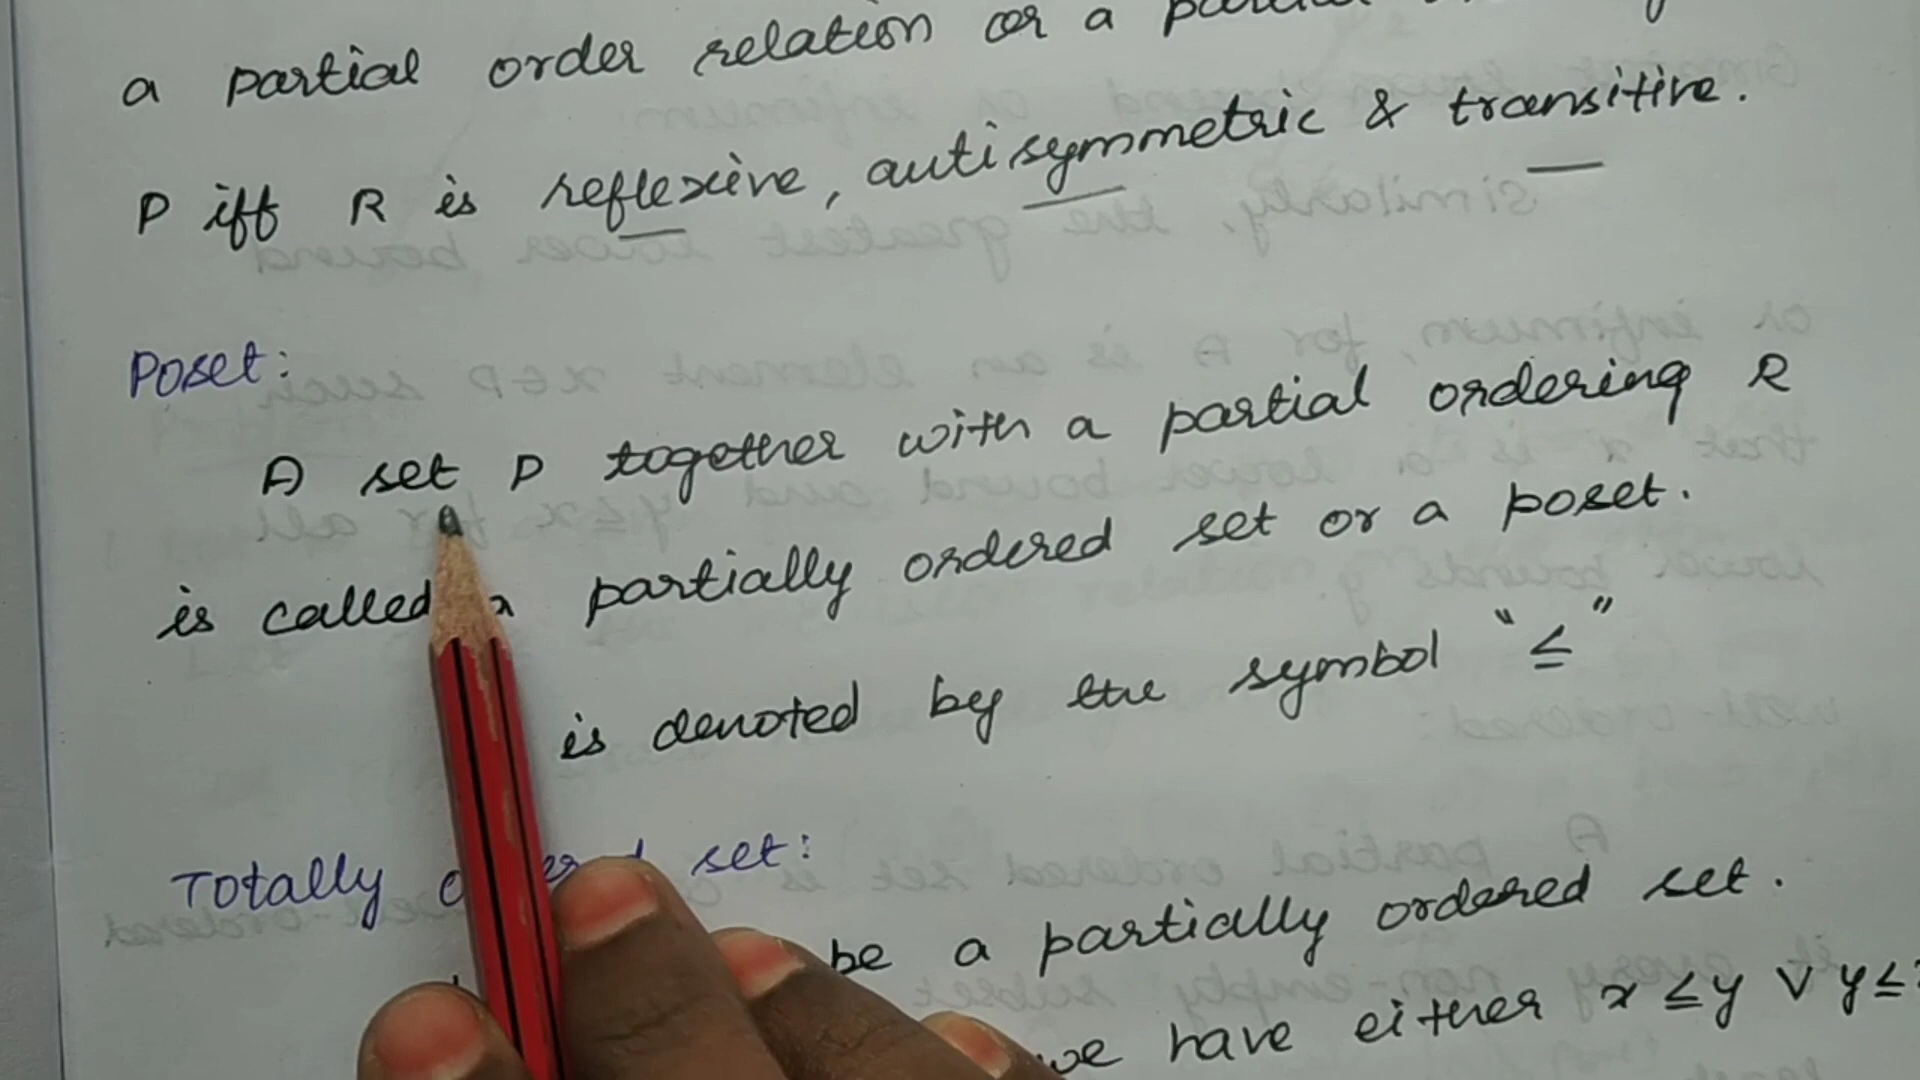 a partial order relation or a
P iff R is reflexive, antisymmetric & transitive.
Poset:
A set P together with a partial ordering R
is called a partially ordered set or a poset.
is denoted by the symbol "≤"
Totally set:
be a partially ordered set.
we have either x ≤ y ∨ y ≤